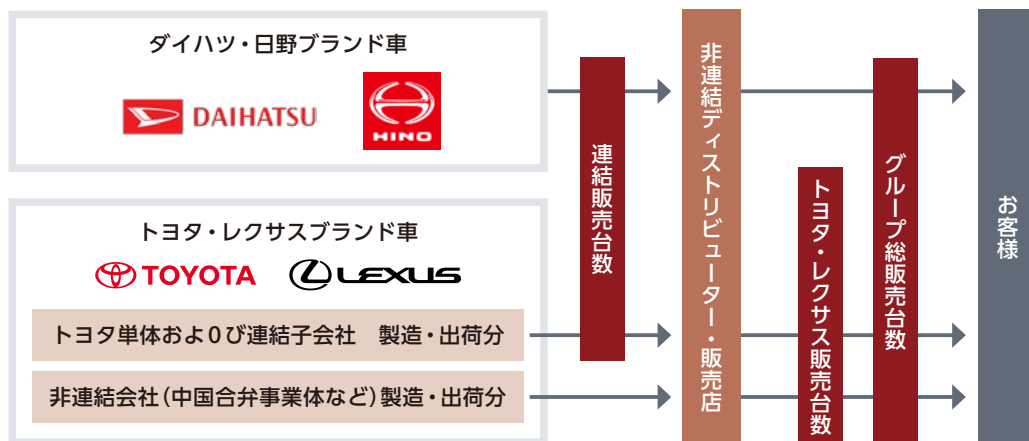 ダイハツ・日野ブランド車
DAIHATSU
HINO
トヨタ・レクサスブランド車
TOYOTA
LEXUS
トヨタ単体およ0び連結子会社　製造・出荷分
非連結会社(中国合弁事業体など)製造・出荷分
連結販売台数
非連結ディストリビューター・販売店
トヨタ・レクサス販売台数
グループ総販売台数
お客様